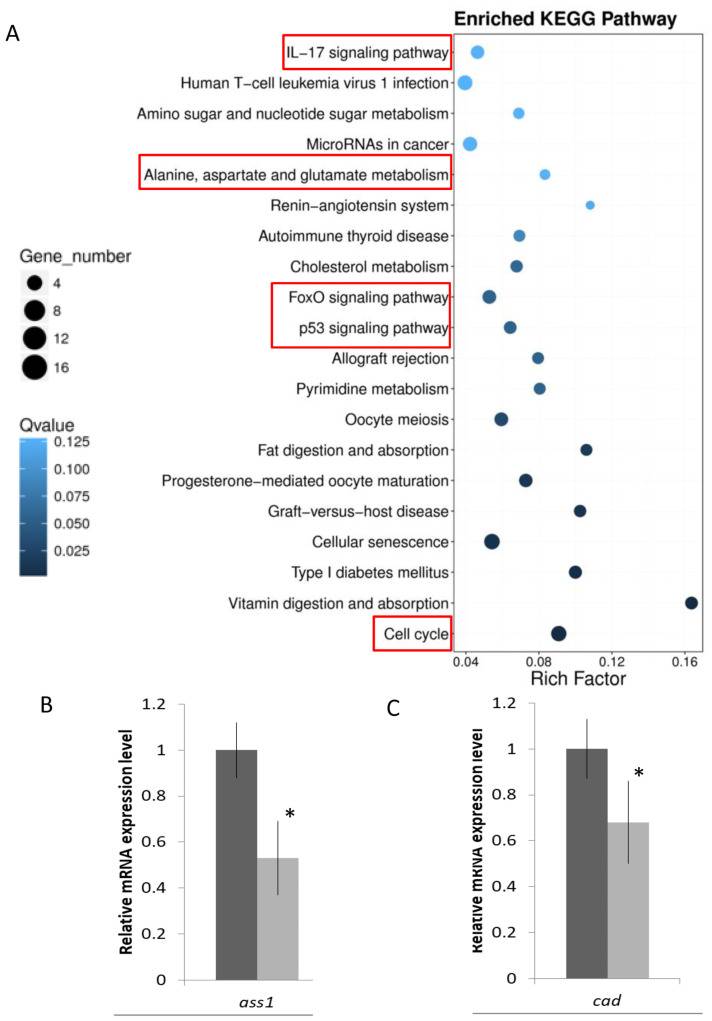 A
Enriched KEGG Pathway
IL−17 signaling pathway
Human T−cell leukemia virus 1 infection
Amino sugar and nucleotide sugar metabolism
MicroRNAs in cancer
Alanine, aspartate and glutamate metabolism
Renin−angiotensin system
Autoimmune thyroid disease
Cholesterol metabolism
FoxO signaling pathway
p53 signaling pathway
Allograft rejection
Pyrimidine metabolism
Oocyte meiosis
Fat digestion and absorption
Progesterone−mediated oocyte maturation
Graft−versus−host disease
Cellular senescence
Type I diabetes mellitus
Vitamin digestion and absorption
Cell cycle
0.04 0.08 0.12 0.16
Rich Factor
Gene_number
4
8
12
16
Qvalue
0.125
0.100
0.075
0.050
0.025
B
Relative mRNA expression level
1.2
1
0.8
0.6
0.4
0.2
0
*
ass1
C
Relative mRNA expression level
1.2
1
0.8
0.6
0.4
0.2
0
*
cad